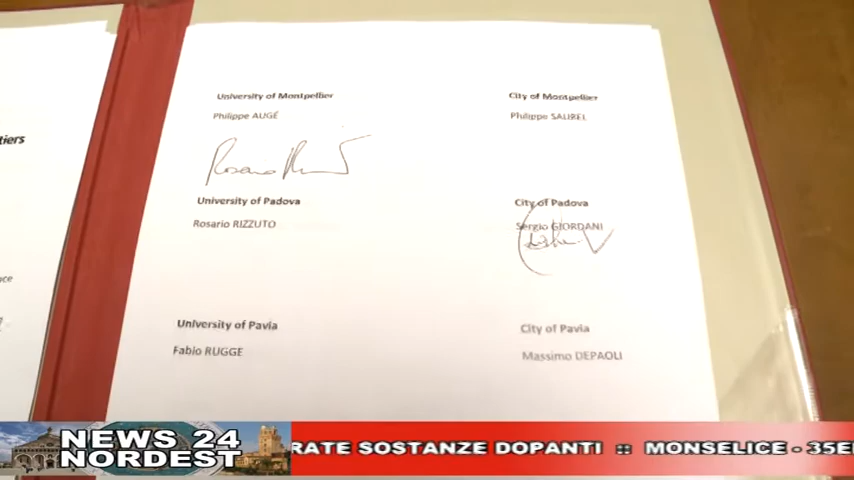 tiers
ce
University of Montpellier
Philippe AUGÉ
City of Montpellier
Philippe SAUREL
University of Padova
Rosario RIZZUTO
City of Padova
Sergio GIORDANI
University of Pavia
Fabio RUGGE
City of Pavia
Massimo DEPAOLI
NEWS 24
NORDEST
RATE SOSTANZE DOPANTI :: MONSELICE - 35E